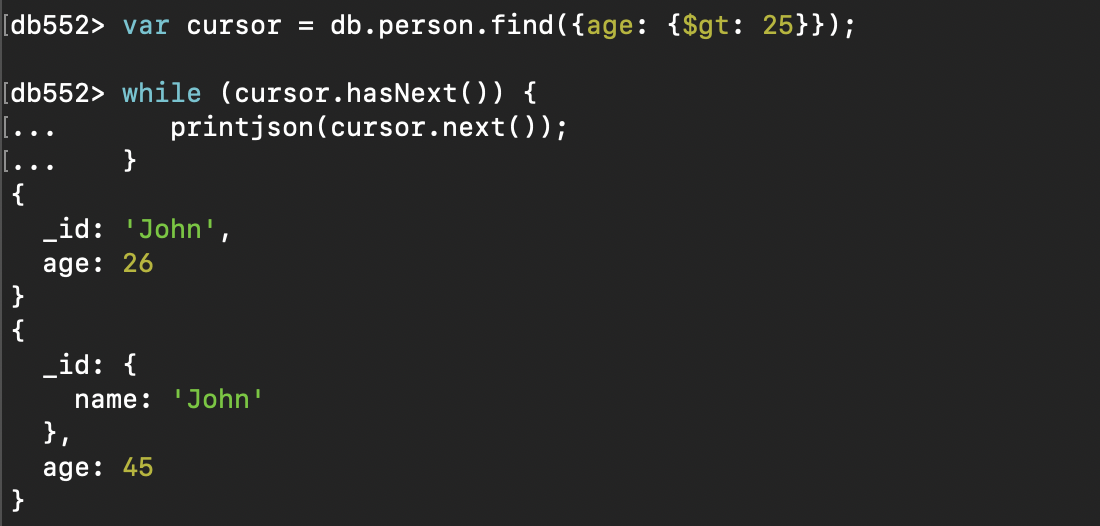 [db552> var cursor = db.person.find({age: {$gt: 25}});
[db552> while (cursor.hasNext()) {
[...       printjson(cursor.next());
[...    }
{
  _id: 'John',
  age: 26
}
{
  _id: {
    name: 'John'
  },
  age: 45
}